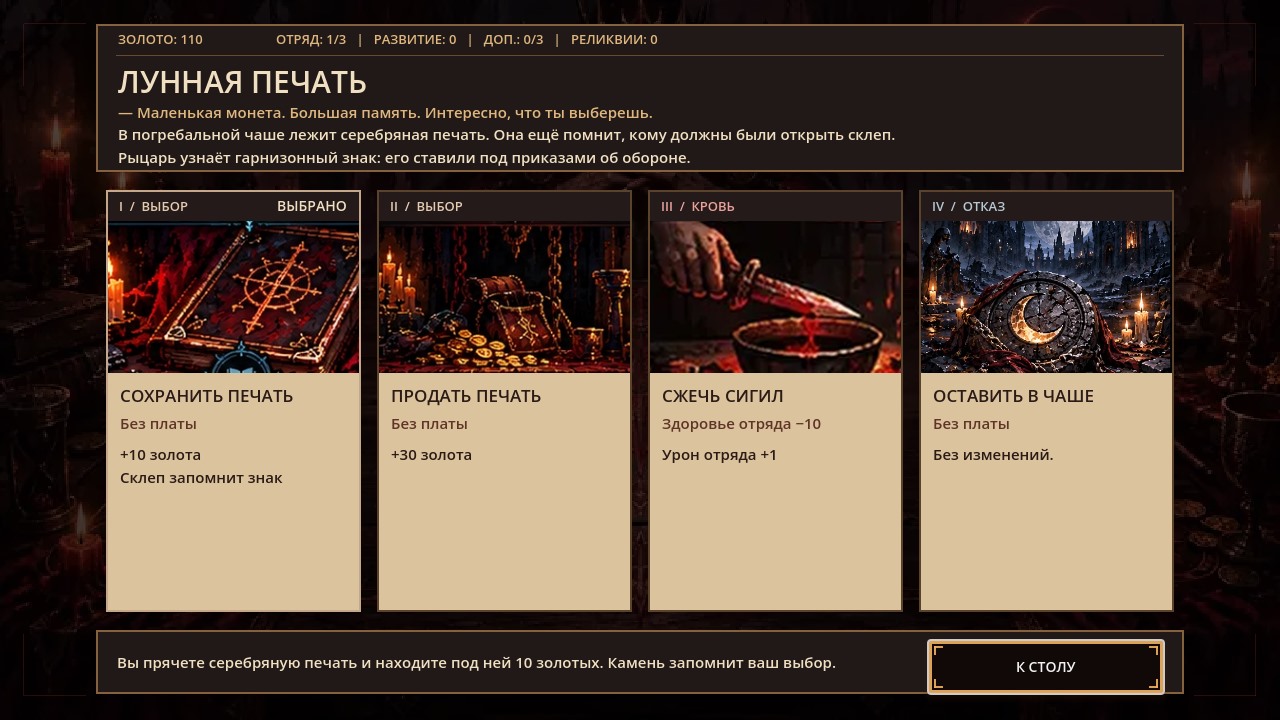 ЗОЛОТО: 110 ОТРЯД: 1/3 | РАЗВИТИЕ: 0 | ДОП.: 0/3 | РЕЛИКВИИ: 0
ЛУННАЯ ПЕЧАТЬ
— Маленькая монета. Большая память. Интересно, что ты выберешь.
В погребальной чаше лежит серебряная печать. Она ещё помнит, кому должны были открыть склеп.
Рыцарь узнаёт гарнизонный знак: его ставили под приказами об обороне.
I / ВЫБОР ВЫБРАНО
СОХРАНИТЬ ПЕЧАТЬ
Без платы
+10 золота
Склеп запомнит знак
II / ВЫБОР
ПРОДАТЬ ПЕЧАТЬ
Без платы
+30 золота
III / КРОВЬ
СЖЕЧЬ СИГИЛ
Здоровье отряда −10
Урон отряда +1
IV / ОТКАЗ
ОСТАВИТЬ В ЧАШЕ
Без платы
Без изменений.
Вы прячете серебряную печать и находите под ней 10 золотых. Камень запомнит ваш выбор.
К СТОЛУ